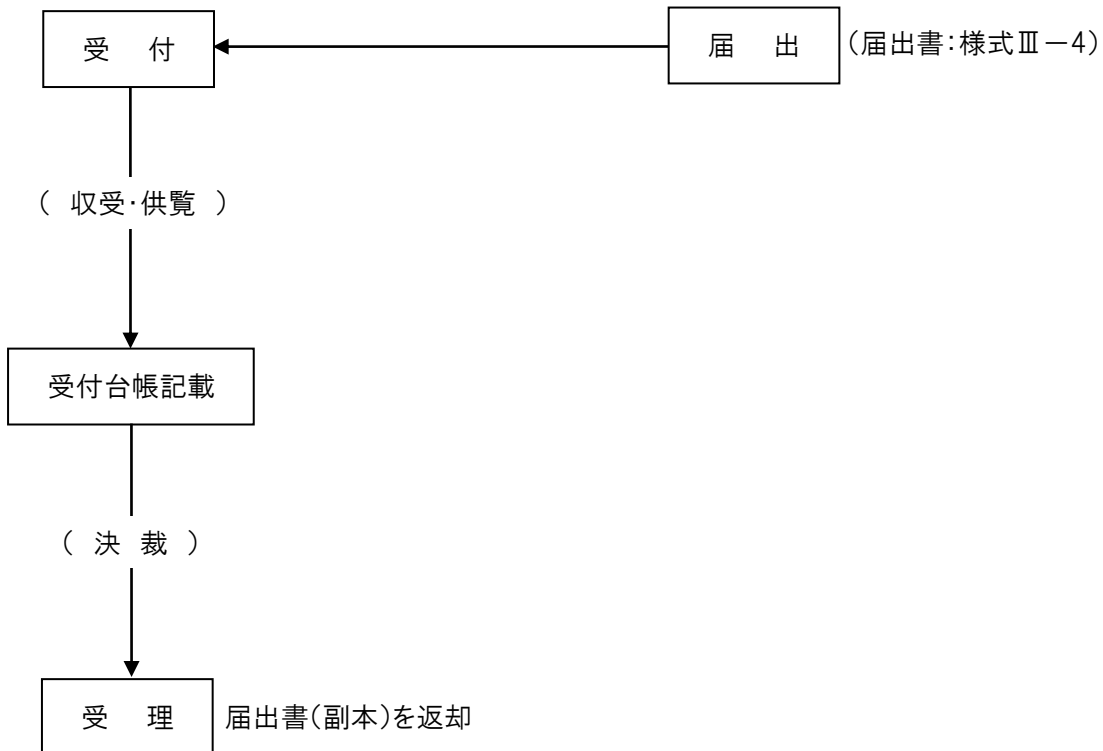 受　付
届　出
(届出書：様式Ⅲ－4)
( 収受・供覧 )
受付台帳記載
( 決 裁 )
受　理
届出書(副本)を返却